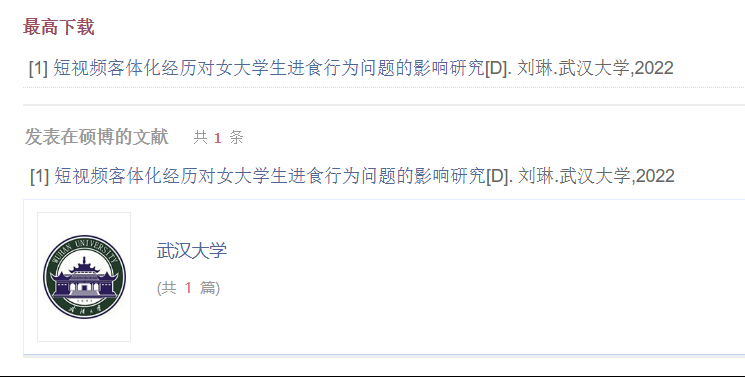 最高下载
[1] 短视频客体化经历对女大学生进食行为问题的影响研究[D]. 刘琳.武汉大学,2022
发表在硕博的文献 共 1 条
[1] 短视频客体化经历对女大学生进食行为问题的影响研究[D]. 刘琳.武汉大学,2022
WUHAN UNIVERSITY
武汉大学
(共 1 篇)